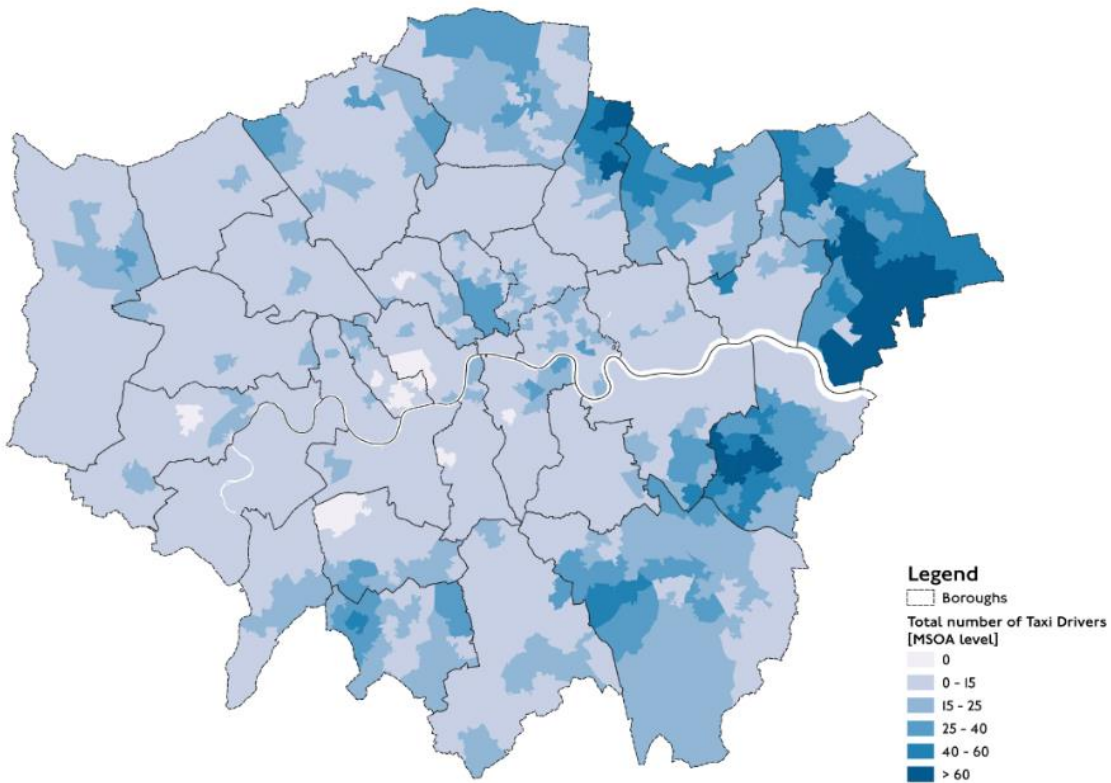 Legend
Boroughs
Total number of Taxi Drivers
[MSOA level]
0
0 - 15
15 - 25
25 - 40
40 - 60
> 60